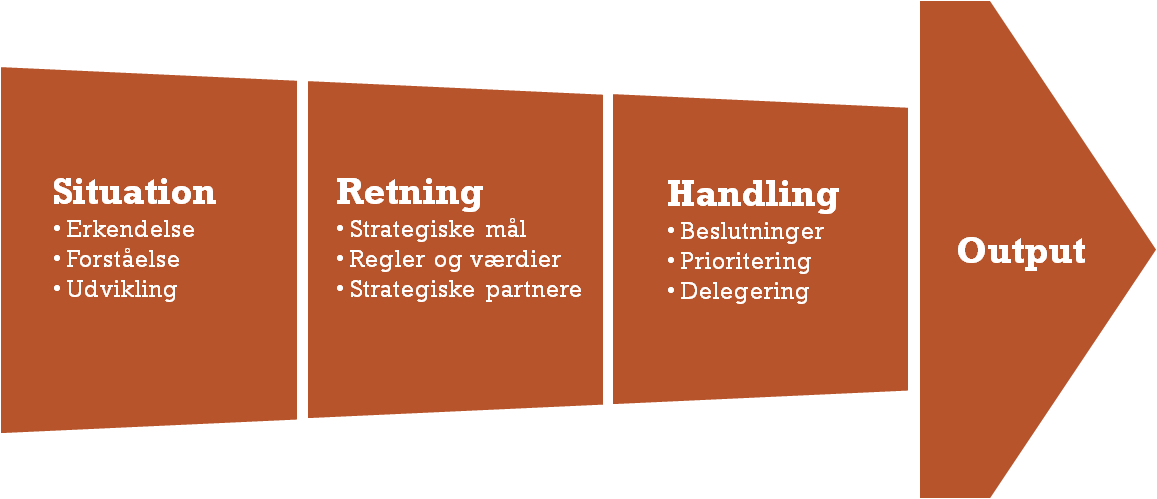 Situation
• Erkendelse
• Forståelse
• Udvikling
Retning
• Strategiske mål
• Regler og værdier
• Strategiske partnere
Handling
• Beslutninger
• Prioritering
• Delegering
Output